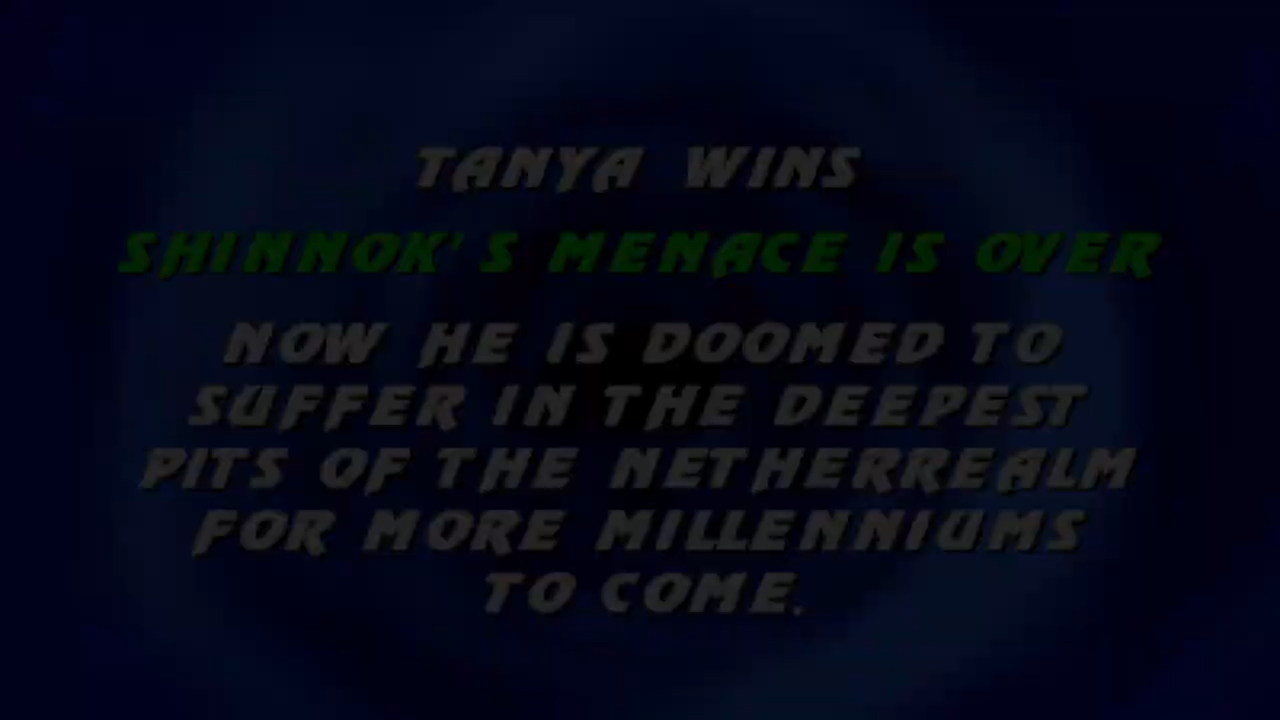 TANYA WINS
SHINNOK'S MENACE IS OVER
NOW HE IS DOOMED TO
SUFFER IN THE DEEPEST
PITS OF THE NETHERREALM
FOR MORE MILLENNIUMS
TO COME.